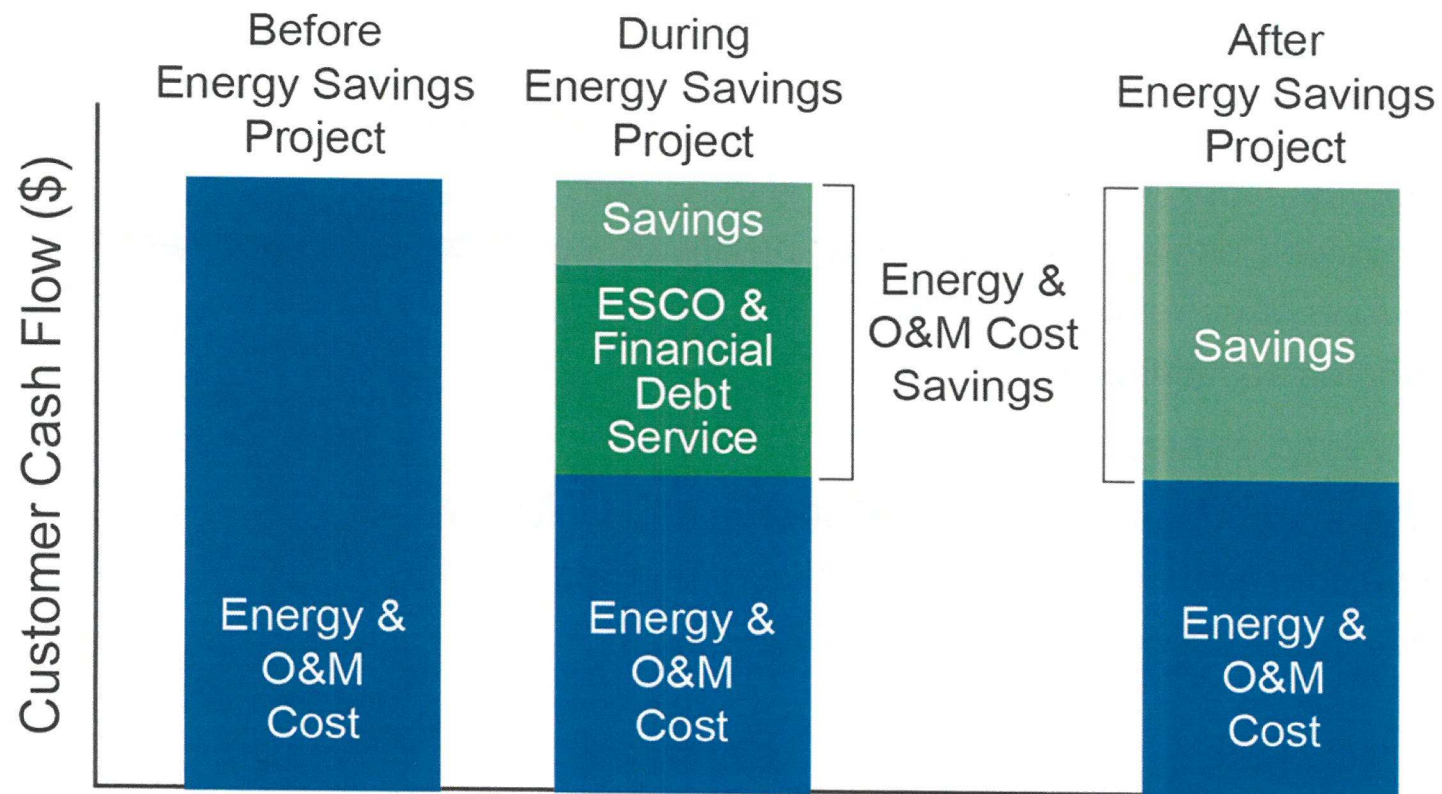 Before
Energy Savings
Project
During
Energy Savings
Project
After
Energy Savings
Project
Customer Cash Flow ($)
Energy &
O&M
Cost
Savings
ESCO &
Financial
Debt
Service
Energy &
O&M
Cost
Energy &
O&M Cost
Savings
Savings
Energy &
O&M
Cost